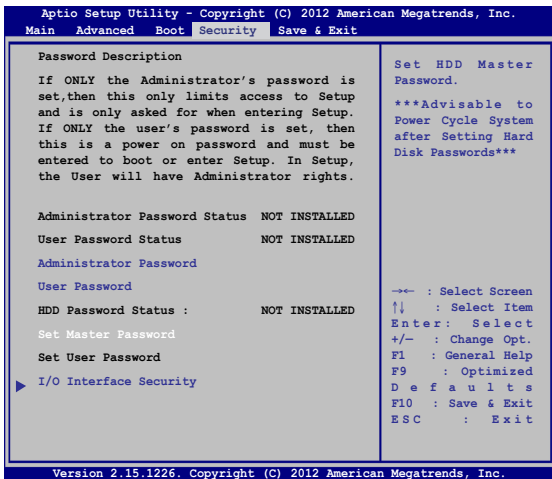 Aptio Setup Utility - Copyright (C) 2012 American Megatrends, Inc.
Main Advanced Boot Security Save & Exit
Password Description
If ONLY the Administrator's password is
set,then this only limits access to Setup
and is only asked for when entering Setup.
If ONLY the user's password is set, then
this is a power on password and must be
entered to boot or enter Setup. In Setup,
the User will have Administrator rights.
Administrator Password Status NOT INSTALLED
User Password Status NOT INSTALLED
Administrator Password
User Password
HDD Password Status : NOT INSTALLED
Set Master Password
Set User Password
I/O Interface Security
Set HDD Master
Password.
***Advisable to
Power Cycle System
after Setting Hard
Disk Passwords***
→← : Select Screen
↑↓ : Select Item
Enter: Select
+/— : Change Opt.
F1 : General Help
F9 : Optimized
Defaults
F10 : Save & Exit
ESC : Exit
Version 2.15.1226. Copyright (C) 2012 American Megatrends, Inc.